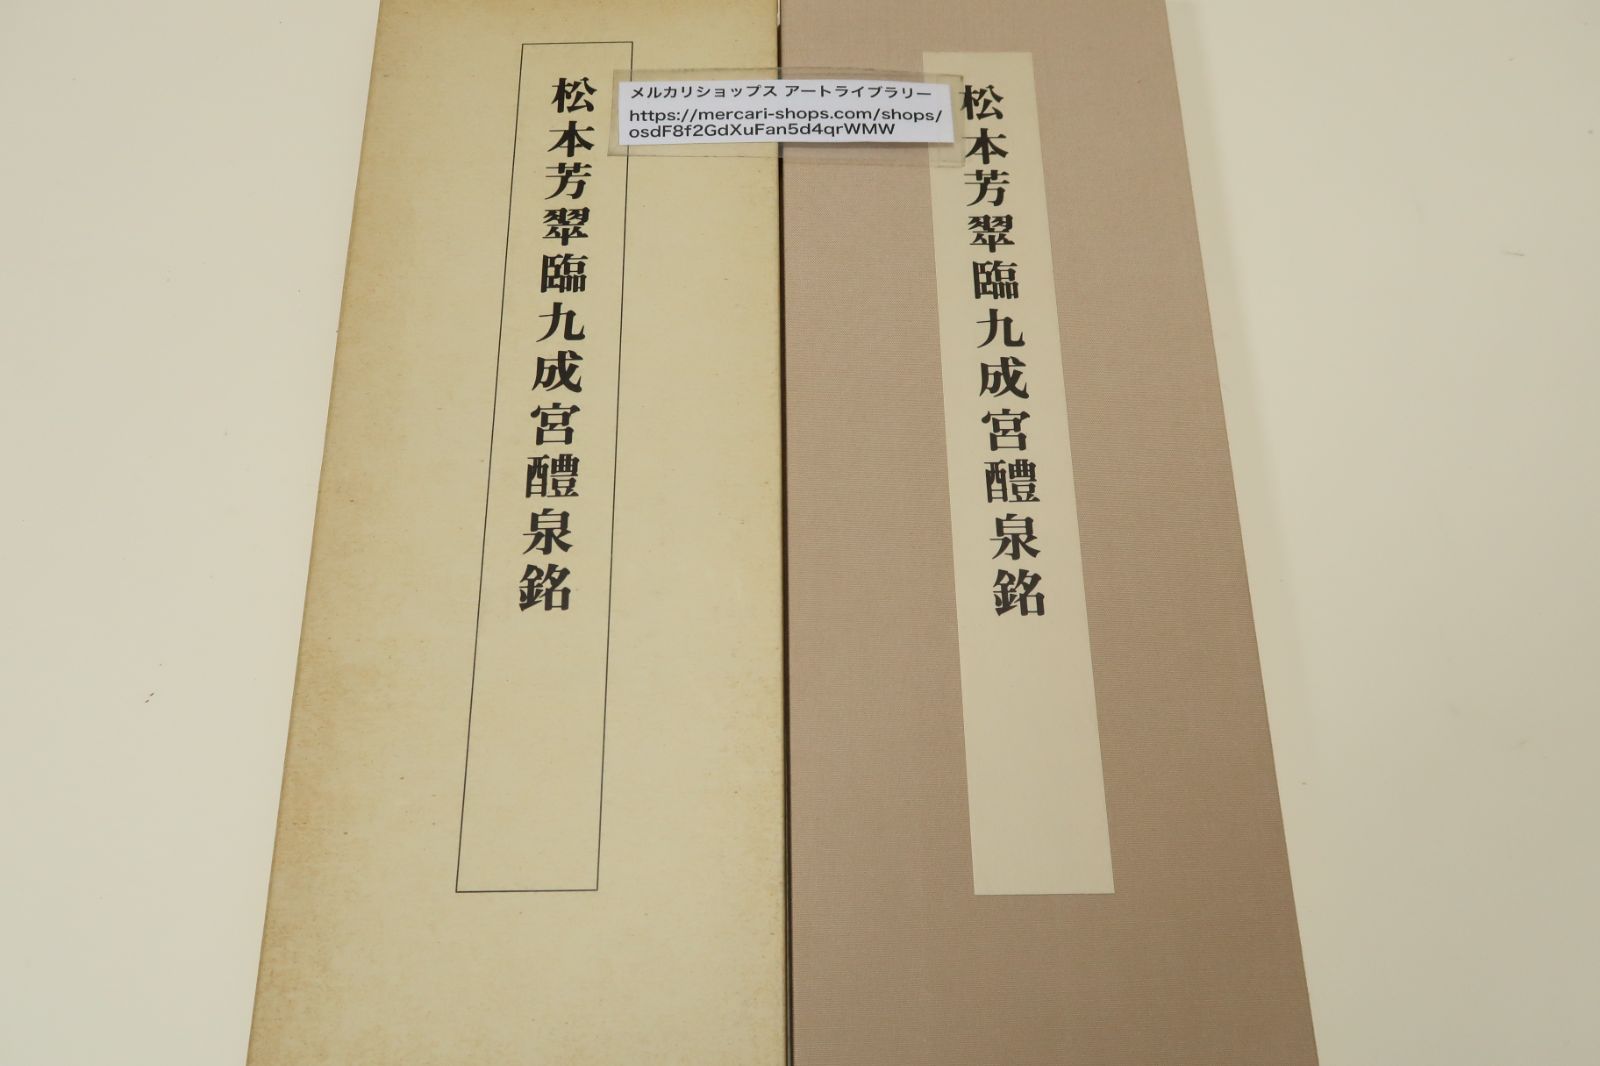 松本芳翠臨九成宮醴泉銘
メルカリショップス アートライブラリー
https://mercari-shops.com/shops/
osdF8f2GdXuFan5d4qrWMW
松本芳翠臨九成宮醴泉銘